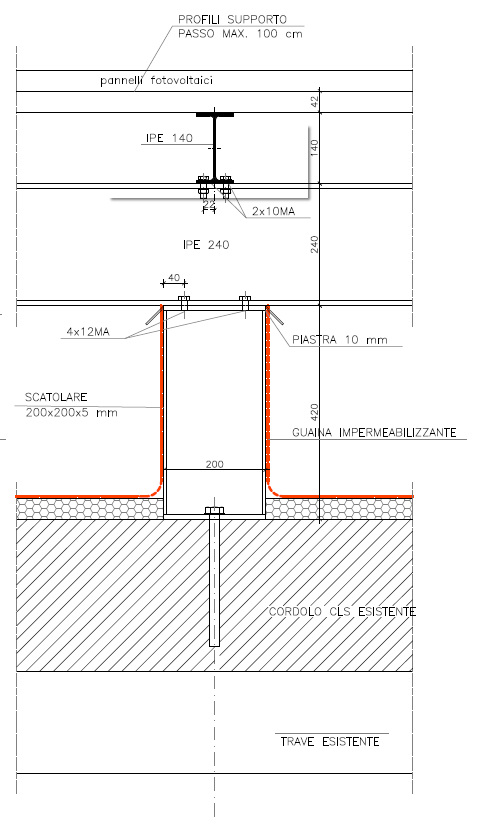 PROFILI SUPPORTO
PASSO MAX. 100 cm
pannelli fotovoltaici
42
IPE 140
140
22
2x10MA
IPE 240
240
40
4x12MA
PIASTRA 10 mm
SCATOLARE
200x200x5 mm
420
GUAINA IMPERMEABILIZZANTE
200
CORDOLO CLS ESISTENTE
TRAVE ESISTENTE